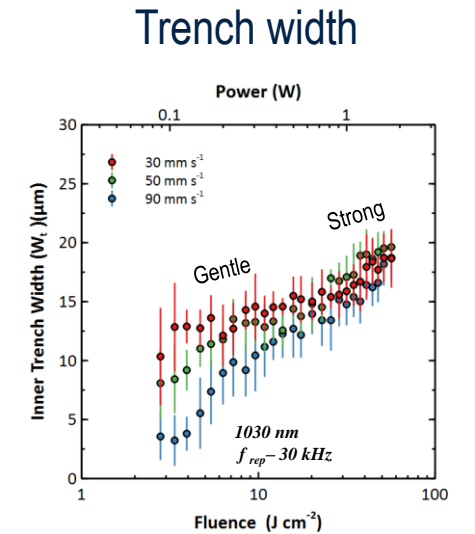 Trench width
Power (W)
0.1 1
30
25
20
15
10
5
0
Inner Trench Width (Wt )(μm)
30 mm s-1
50 mm s-1
90 mm s-1
Strong
Gentle
1030 nm
f rep– 30 kHz
1 10 100
Fluence (J cm-2)